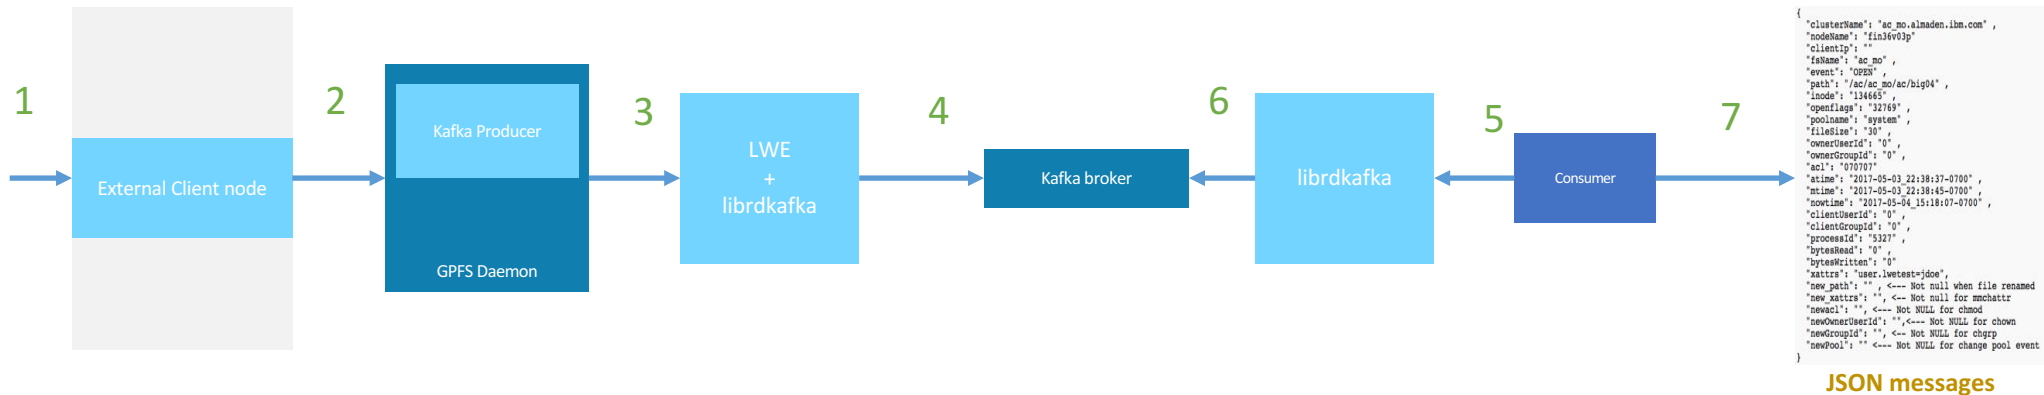 1
External Client node
2
Kafka Producer
GPFS Daemon
3
LWE
+
librdkafka
4
Kafka broker
6
librdkafka
5
Consumer
7
{
"clusterName": "ac_mo.almaden.ibm.com" ,
"nodeName": "fin36v03p"
"clientIp": ""
"fsName": "ac_mo" ,
"event": "OPEN" ,
"path": "/ac/ac_mo/ac/big04" ,
"inode": "134665" ,
"openflags": "32769" ,
"poolname": "system" ,
"fileSize": "30" ,
"ownerUserId": "0" ,
"ownerGroupId": "0" ,
"acl": "070707"
"atime": "2017-05-03_22:38:37-0700" ,
"mtime": "2017-05-03_22:38:45-0700" ,
"nowtime": "2017-05-04_15:18:07-0700" ,
"clientUserId": "0" ,
"clientGroupId": "0" ,
"processId": "5327" ,
"bytesRead": "0" ,
"bytesWritten": "0"
"xattrs": "user.lwetest=jdoe",
"new_path": "" , <--- Not null when file renamed
"new_xattrs": "", <-- Not null for mmchattr
"newacl": "", <--- Not NULL for chmod
"newOwnerUserId": "",<--- Not NULL for chown
"newGroupId": "", <-- Not NULL for chgrp
"newPool": "" <--- Not NULL for change pool event
}
JSON messages